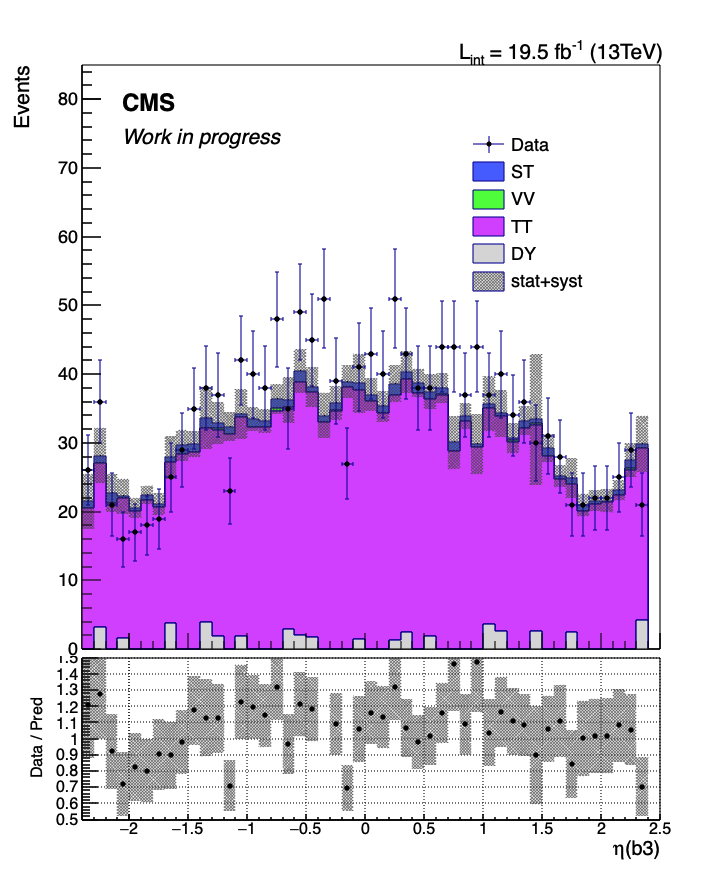 L_int = 19.5 fb⁻¹ (13TeV)
Events
CMS
Work in progress
Data
ST
VV
TT
DY
stat+syst
80
70
60
50
40
30
20
10
0
Data / Pred
1.5
1.4
1.3
1.2
1.1
1
0.9
0.8
0.7
0.6
0.5
−2 −1.5 −1 −0.5 0 0.5 1 1.5 2 2.5
η(b3)